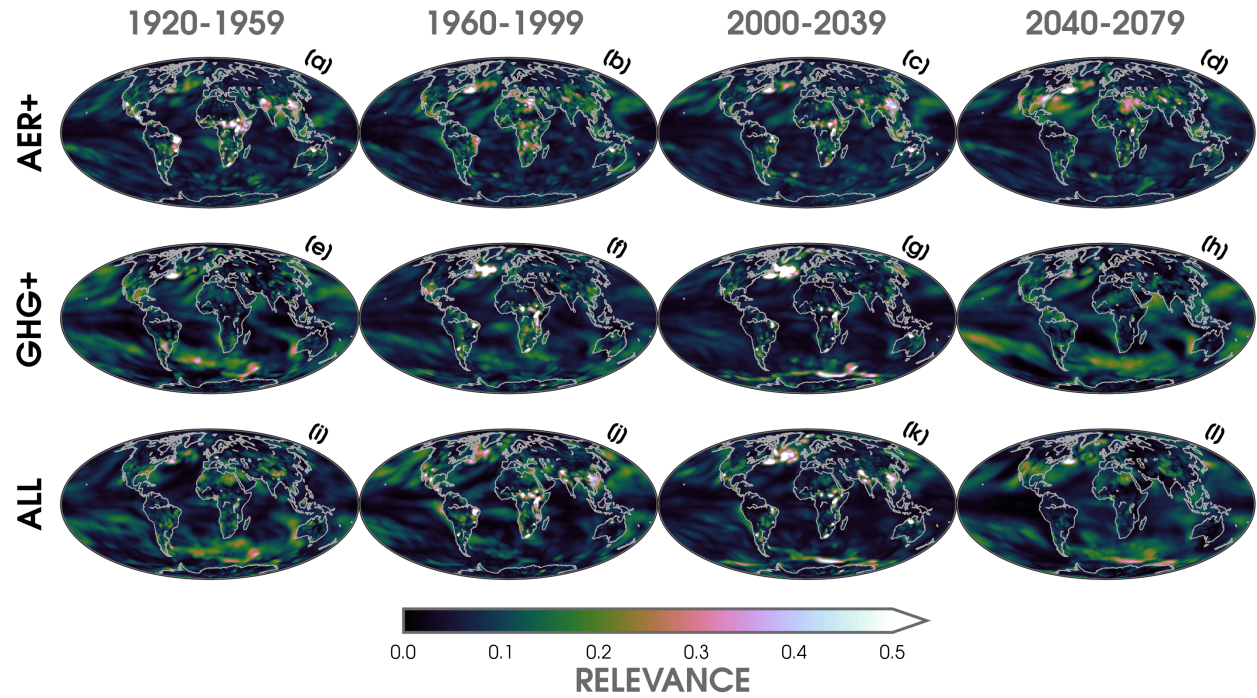 1920-1959 1960-1999 2000-2039 2040-2079
AER+ (a) (b) (c) (d)
GHG+ (e) (f) (g) (h)
ALL (i) (j) (k) (l)
0.0 0.1 0.2 0.3 0.4 0.5
RELEVANCE